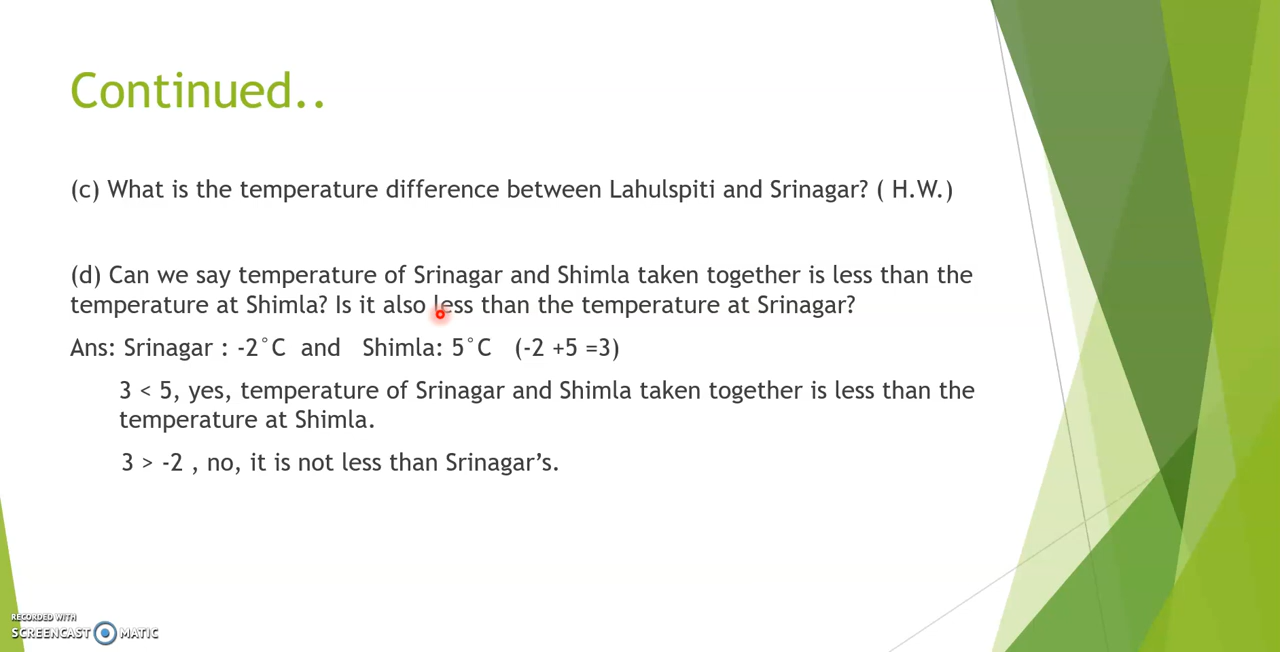 Continued..
(c) What is the temperature difference between Lahulspiti and Srinagar? ( H.W.)
(d) Can we say temperature of Srinagar and Shimla taken together is less than the
temperature at Shimla? Is it also less than the temperature at Srinagar?
Ans: Srinagar : -2°C and Shimla: 5°C (-2 +5 =3)
3 < 5, yes, temperature of Srinagar and Shimla taken together is less than the
temperature at Shimla.
3 > -2 , no, it is not less than Srinagar’s.
RECORDED WITH
SCREENCAST MATIC